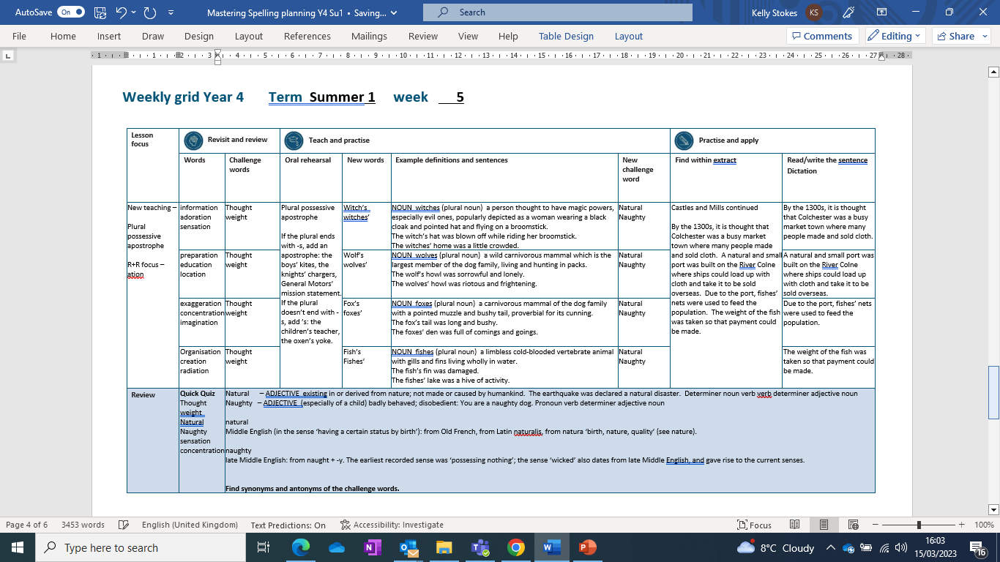 AutoSave On Mastering Spelling planning Y4 Su1 • Saving... Search Kelly Stokes KS
File Home Insert Draw Design Layout References Mailings Review View Help Table Design Layout Comments Editing Share
1 1 2 3 4 5 6 7 8 9 10 11 12 13 14 15 16 17 18 19 20 21 22 23 24 25 26 27 28
Weekly grid Year 4 Term Summer 1 week 5
Lesson
focus
Revisit and review
Teach and practise
Practise and apply
Words
Challenge
words
Oral rehearsal
New words
Example definitions and sentences
New
challenge
word
Find within extract
Read/write the sentence
Dictation
New teaching –
Plural
possessive
apostrophe
R+R focus –
ation
information
adoration
sensation
Thought
weight
Plural possessive
apostrophe
If the plural ends
with -s, add an
apostrophe: the
boys’ kites, the
knights’ chargers,
General Motors’
mission statement.
If the plural
doesn’t end with -
s, add ’s: the
children’s teacher,
the oxen’s yoke.
Witch’s
witches’
NOUN witches (plural noun) a person thought to have magic powers,
especially evil ones, popularly depicted as a woman wearing a black
cloak and pointed hat and flying on a broomstick.
The witch’s hat was blown off while riding her broomstick.
The witches’ home was a little crowded.
Natural
Naughty
Castles and Mills continued
By the 1300s, it is thought that
Colchester was a busy market
town where many people made
and sold cloth. A natural and small
port was built on the River Colne
where ships could load up with
cloth and take it to be sold
overseas. Due to the port, fishes’
nets were used to feed the
population. The weight of the fish
was taken so that payment could
be made.
By the 1300s, it is thought
that Colchester was a busy
market town where many
people made and sold cloth.
preparation
education
location
Thought
weight
Wolf’s
wolves’
NOUN wolves (plural noun) a wild carnivorous mammal which is the
largest member of the dog family, living and hunting in packs.
The wolf’s howl was sorrowful and lonely.
The wolves’ howl was riotous and frightening.
Natural
Naughty
A natural and small port was
built on the River Colne
where ships could load up
with cloth and take it to be
sold overseas.
exaggeration
concentration
imagination
Thought
weight
Fox’s
foxes’
NOUN foxes (plural noun) a carnivorous mammal of the dog family
with a pointed muzzle and bushy tail, proverbial for its cunning.
The fox’s tail was long and bushy.
The foxes’ den was full of comings and goings.
Natural
Naughty
Due to the port, fishes’ nets
were used to feed the
population.
Organisation
creation
radiation
Thought
weight
Fish’s
Fishes’
NOUN fishes (plural noun) a limbless cold-blooded vertebrate animal
with gills and fins living wholly in water.
The fish’s fin was damaged.
The fishes’ lake was a hive of activity.
Natural
Naughty
The weight of the fish was
taken so that payment could
be made.
Review
Quick Quiz
Thought
weight
Natural
Naughty
sensation
concentration
Natural – ADJECTIVE existing in or derived from nature; not made or caused by humankind. The earthquake was declared a natural disaster. Determiner noun verb verb determiner adjective noun
Naughty – ADJECTIVE (especially of a child) badly behaved; disobedient: You are a naughty dog. Pronoun verb determiner adjective noun
natural
Middle English (in the sense ‘having a certain status by birth’): from Old French, from Latin naturalis, from natura ‘birth, nature, quality’ (see nature).
naughty
late Middle English: from naught + -y. The earliest recorded sense was ‘possessing nothing’; the sense ‘wicked’ also dates from late Middle English, and gave rise to the current senses.
Find synonyms and antonyms of the challenge words.
Page 4 of 6 3453 words English (United Kingdom) Text Predictions: On Accessibility: Investigate Focus 100%
Type here to search 8°C Cloudy 16:03
15/03/2023 16